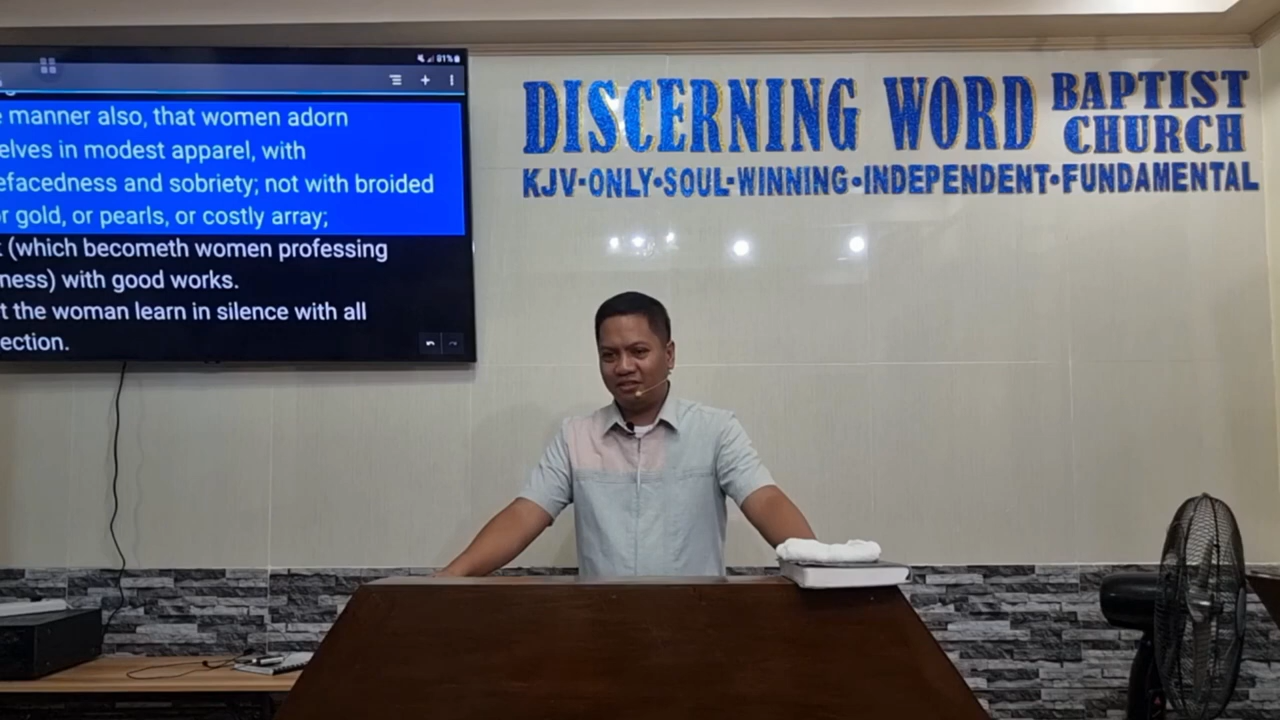 81%
manner also, that women adorn
elves in modest apparel, with
efacedness and sobriety; not with broided
r gold, or pearls, or costly array;
(which becometh women professing
ness) with good works.
t the woman learn in silence with all
ection.
DISCERNING WORD BAPTIST CHURCH
KJV-ONLY•SOUL-WINNING•INDEPENDENT•FUNDAMENTAL